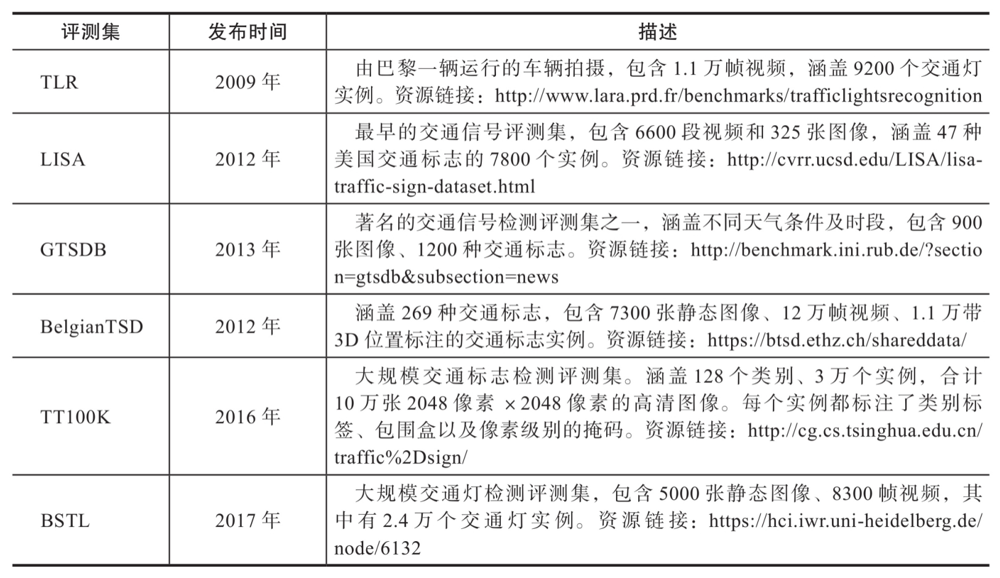 评测集 发布时间 描述
TLR 2009 年 由巴黎一辆运行的车辆拍摄，包含 1.1 万帧视频，涵盖 9200 个交通灯
实例。资源链接：http://www.lara.prd.fr/benchmarks/trafficlightsrecognition
LISA 2012 年 最早的交通信号评测集，包含 6600 段视频和 325 张图像，涵盖 47 种
美国交通标志的 7800 个实例。资源链接：http://cvrr.ucsd.edu/LISA/lisa-
traffic-sign-dataset.html
GTSDB 2013 年 著名的交通信号检测评测集之一，涵盖不同天气条件及时段，包含 900
张图像、1200 种交通标志。资源链接：http://benchmark.ini.rub.de/?sectio
n=gtsdb&subsection=news
BelgianTSD 2012 年 涵盖 269 种交通标志，包含 7300 张静态图像、12 万帧视频、1.1 万带
3D 位置标注的交通标志实例。资源链接：https://btsd.ethz.ch/shareddata/
TT100K 2016 年 大规模交通标志检测评测集。涵盖 128 个类别、3 万个实例，合计
10 万张 2048 像素 ×2048 像素的高清图像。每个实例都标注了类别标
签、包围盒以及像素级别的掩码。资源链接：http://cg.cs.tsinghua.edu.cn/
traffic%2Dsign/
BSTL 2017 年 大规模交通灯检测评测集，包含 5000 张静态图像、8300 帧视频，其
中有 2.4 万个交通灯实例。资源链接：https://hci.iwr.uni-heidelberg.de/
node/6132